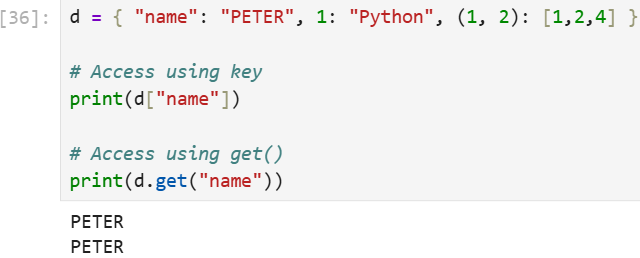 [36]: d = { "name": "PETER", 1: "Python", (1, 2): [1,2,4] }
# Access using key
print(d["name"])
# Access using get()
print(d.get("name"))
PETER
PETER